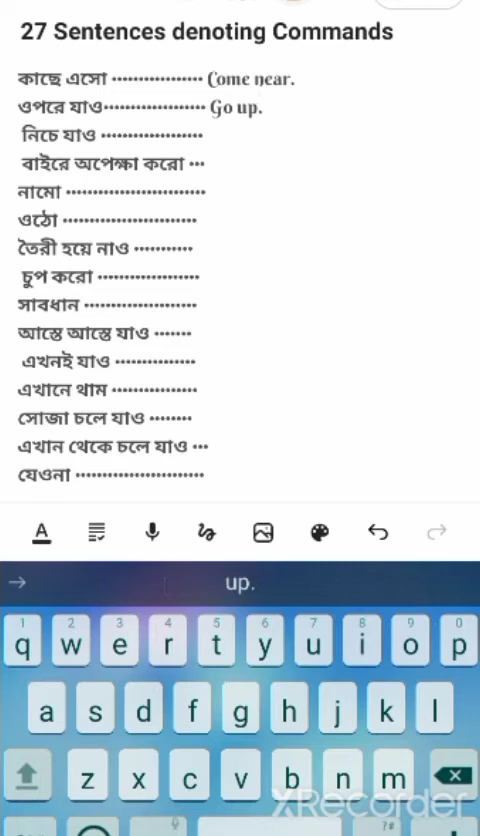 27 Sentences denoting Commands
কাছে এসো ................. Come near.
ওপরে যাও................... Go up.
নিচে যাও ...................
বাইরে অপেক্ষা করো ...
নামো ..........................
ওঠো .........................
তৈরী হয়ে নাও ...........
চুপ করো ...................
সাবধান .....................
আস্তে আস্তে যাও .......
এখনই যাও ...............
এখানে থাম ................
সোজা চলে যাও ........
এখান থেকে চলে যাও ...
যেওনা ........................
A
up.
1 2 3 4 5 6 7 8 9 0
q w e r t y u i o p
a s d f g h j k l
z x c v b n m
XRecorder